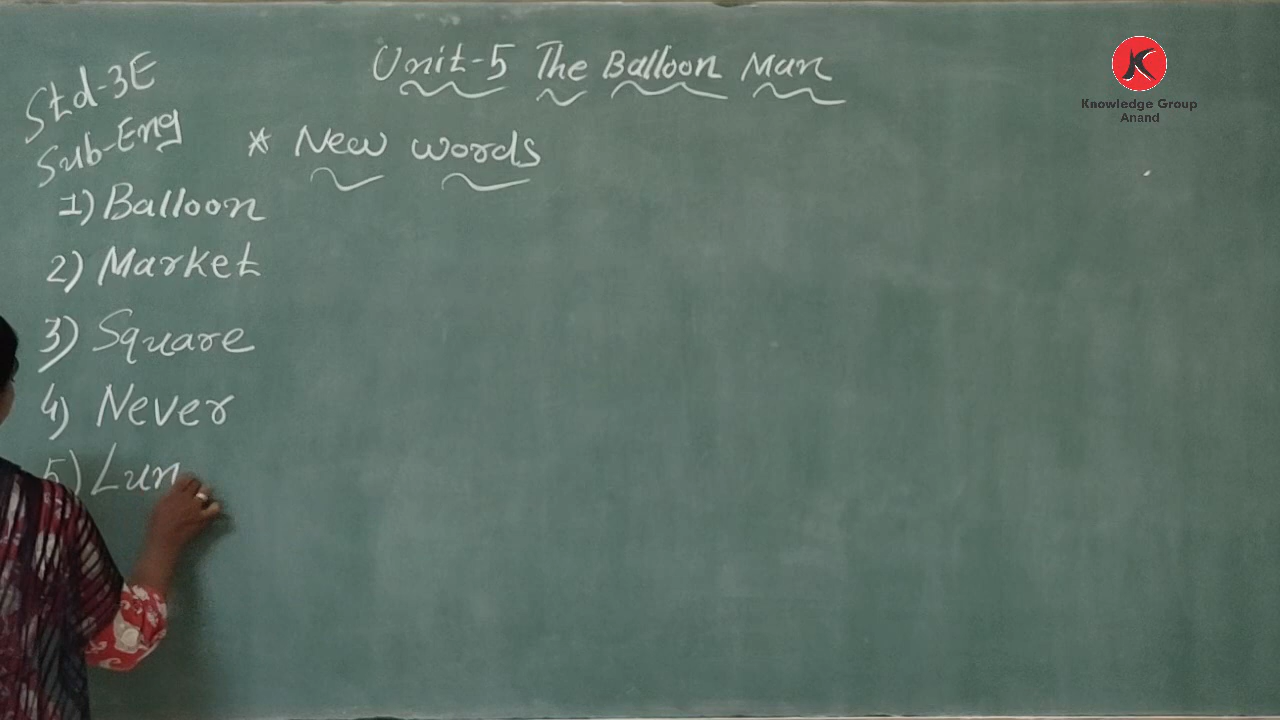 Unit-5 The Balloon Man
Std-3E
Sub-Eng
* New words
1) Balloon
2) Market
3) Square
4) Never
5) Lun
Knowledge Group
Anand